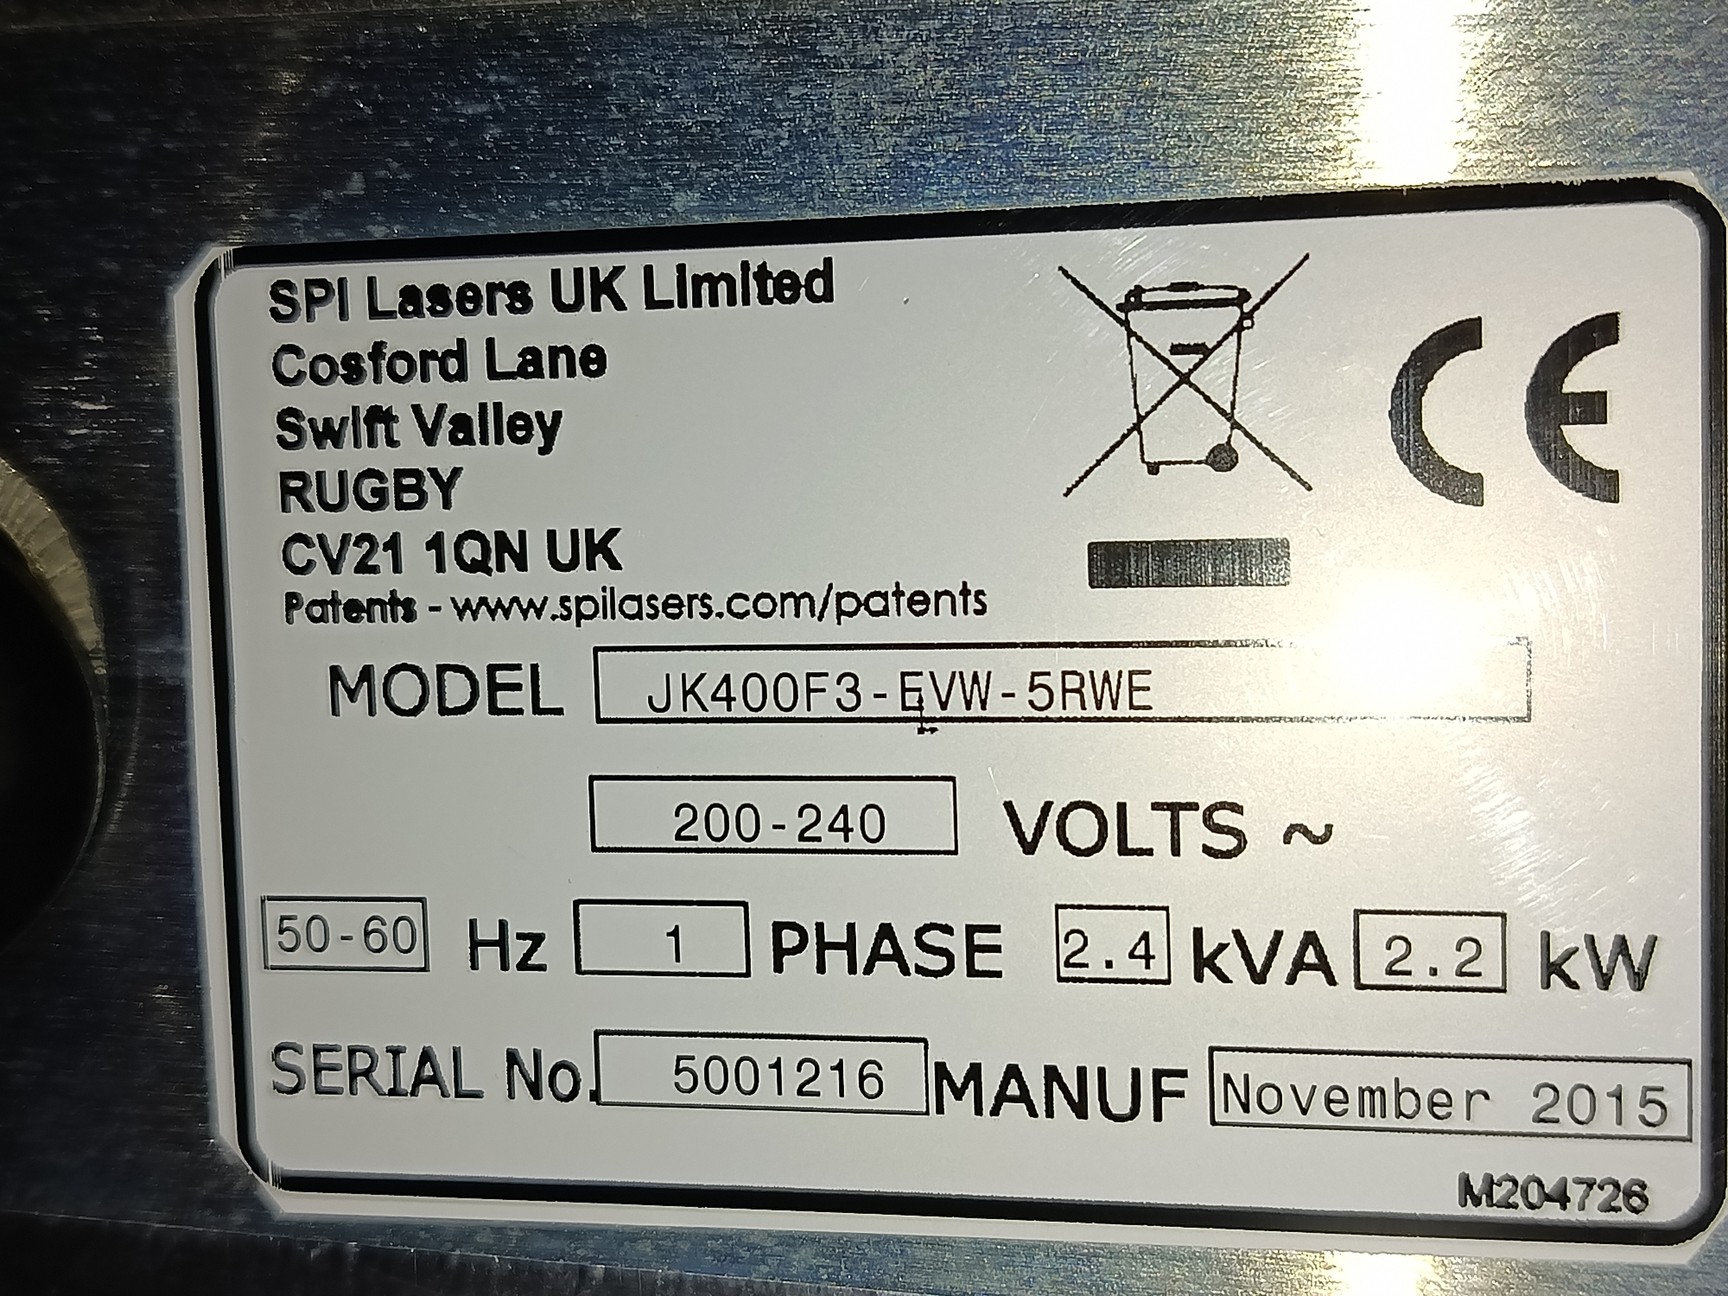 SPI Lasers UK Limited
Cosford Lane
Swift Valley
RUGBY
CV21 1QN UK
Patents - www.spilasers.com/patents
CE
MODEL JK400F3-EVW-5RWE
200-240 VOLTS ~
50-60 Hz 1 PHASE 2.4 kVA 2.2 kW
SERIAL No. 5001216 MANUF November 2015
M204726